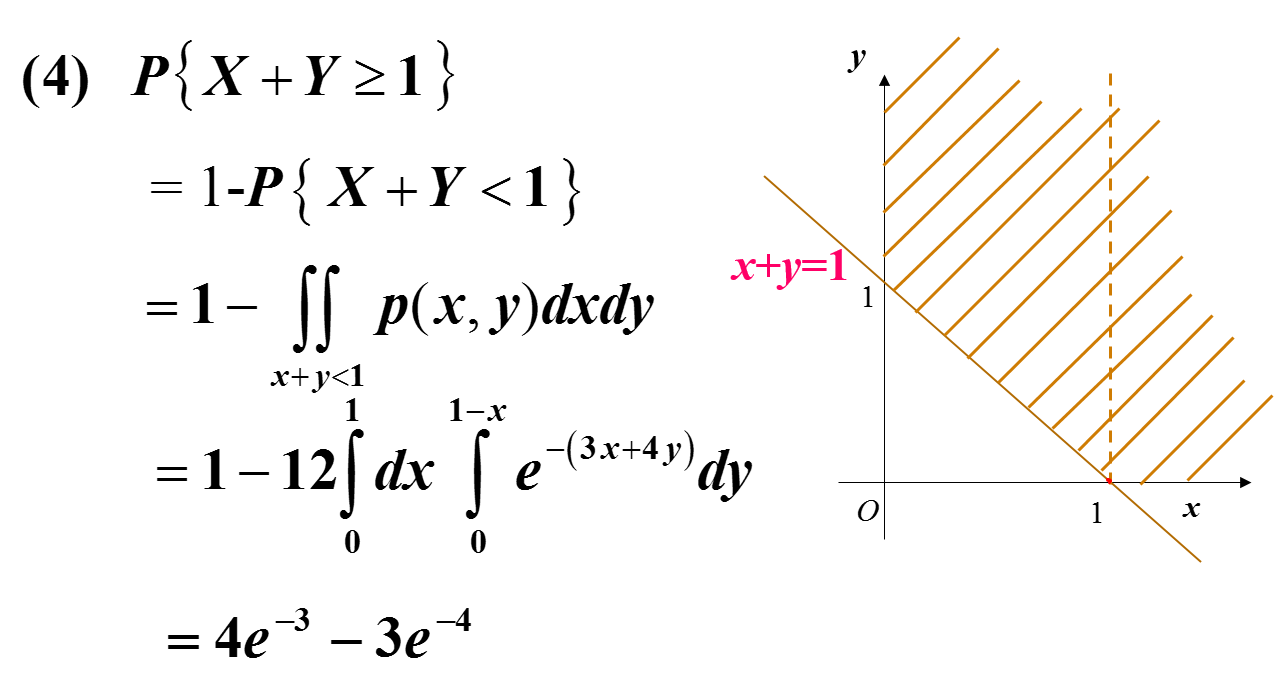 (4) P{X + Y ≥ 1}
= 1-P{ X + Y < 1}
= 1 − ∬_{x+y<1} p(x, y)dxdy
= 1 − 12∫_0^1 dx ∫_0^{1−x} e^{−(3x+4y)} dy
= 4e^{−3} − 3e^{−4}
y
x+y=1
1
O
1
x